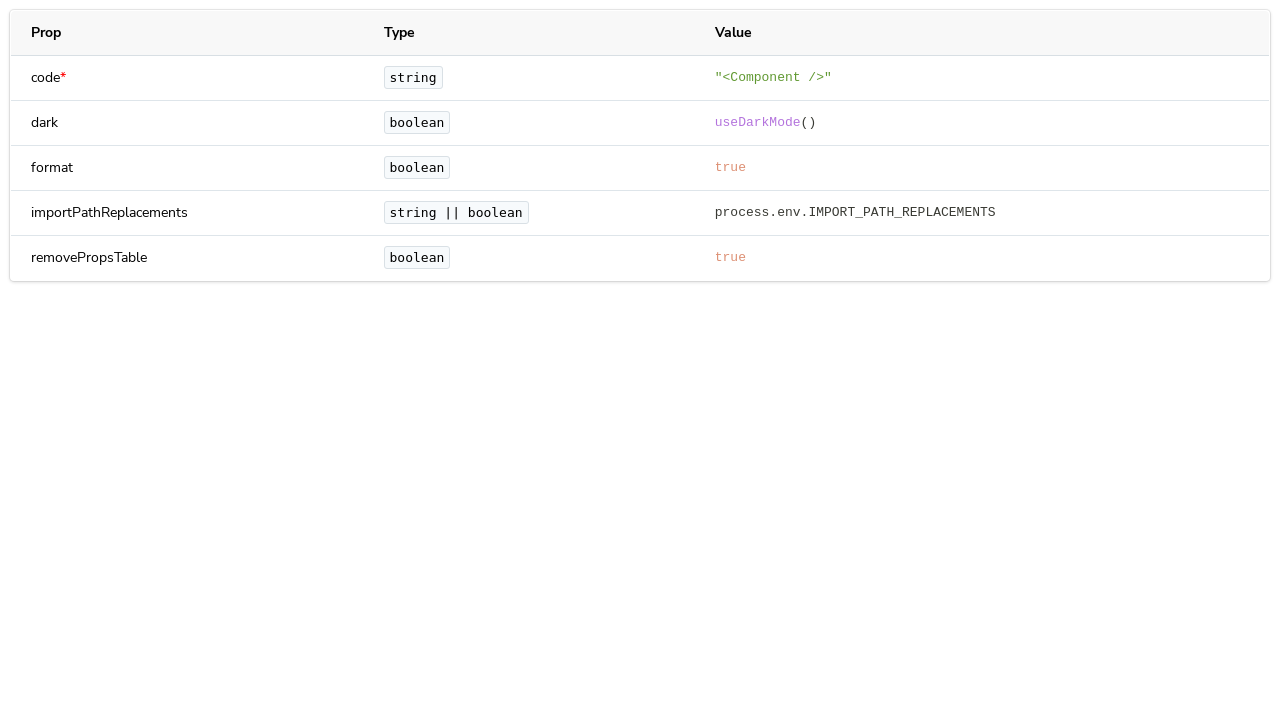 Prop Type Value
code* string "<Component />"
dark boolean useDarkMode()
format boolean true
importPathReplacements string || boolean process.env.IMPORT_PATH_REPLACEMENTS
removePropsTable boolean true